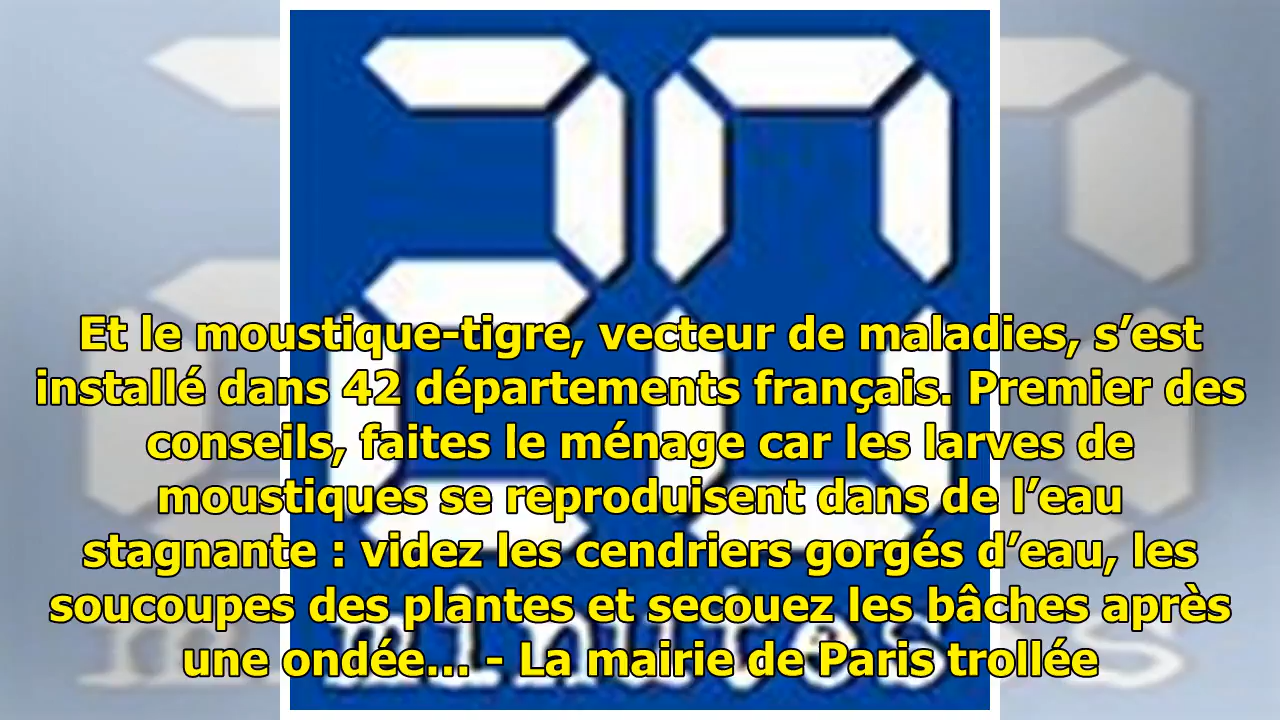 20
Et le moustique-tigre, vecteur de maladies, s’est
installé dans 42 départements français. Premier des
conseils, faites le ménage car les larves de
moustiques se reproduisent dans de l’eau
stagnante : videz les cendriers gorgés d’eau, les
soucoupes des plantes et secouez les bâches après
une ondée... - La mairie de Paris trollée
minutes